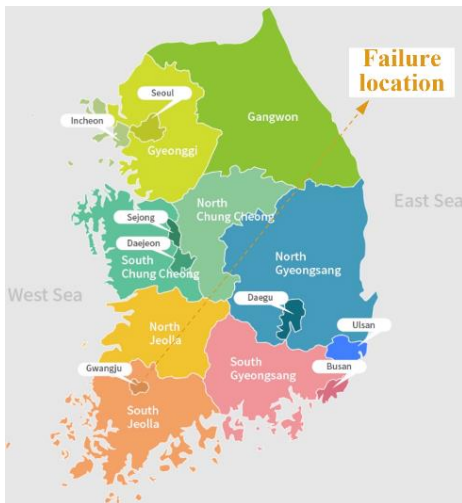 Failure
location
Seoul
Incheon
Gyeonggi
Gangwon
East Sea
North
Chung Cheong
Sejong
Daejeon
South
Chung Cheong
North
Gyeongsang
West Sea
Daegu
Ulsan
North
Jeolla
South
Gyeongsang
Busan
Gwangju
South
Jeolla